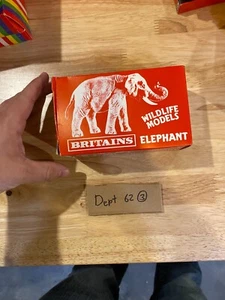 WILDLIFE
MODELS
BRITAINS
ELEPHANT
Dept 62 3